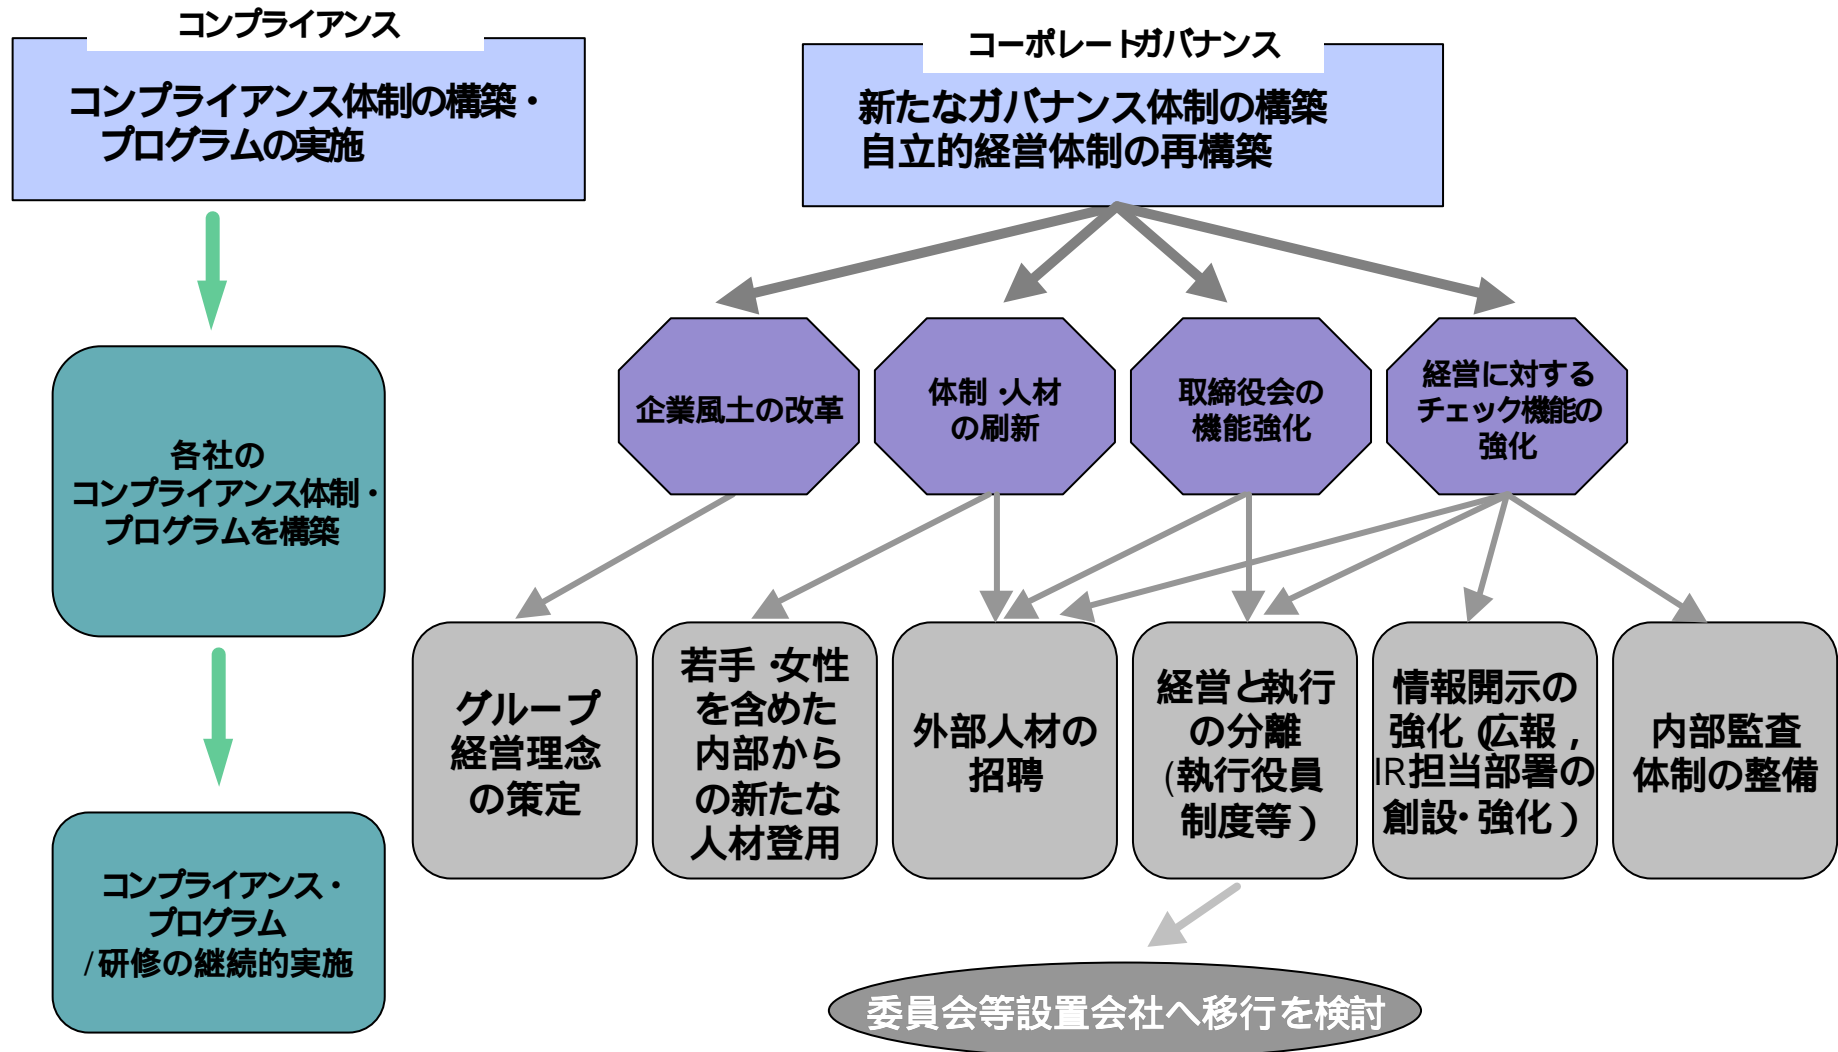 コンプライアンス
コンプライアンス体制の構築・
プログラムの実施
コーポレートガバナンス
新たなガバナンス体制の構築
自立的経営体制の再構築
各社の
コンプライアンス体制・
プログラムを構築
コンプライアンス・
プログラム
/研修の継続的実施
企業風土の改革
体制・人材
の刷新
取締役会の
機能強化
経営に対する
チェック機能の
強化
グループ
経営理念
の策定
若手・女性
を含めた
内部から
の新たな
人材登用
外部人材の
招聘
経営と執行
の分離
(執行役員
制度等)
情報開示の
強化(広報,
IR担当部署の
創設・強化)
内部監査
体制の整備
委員会等設置会社へ移行を検討